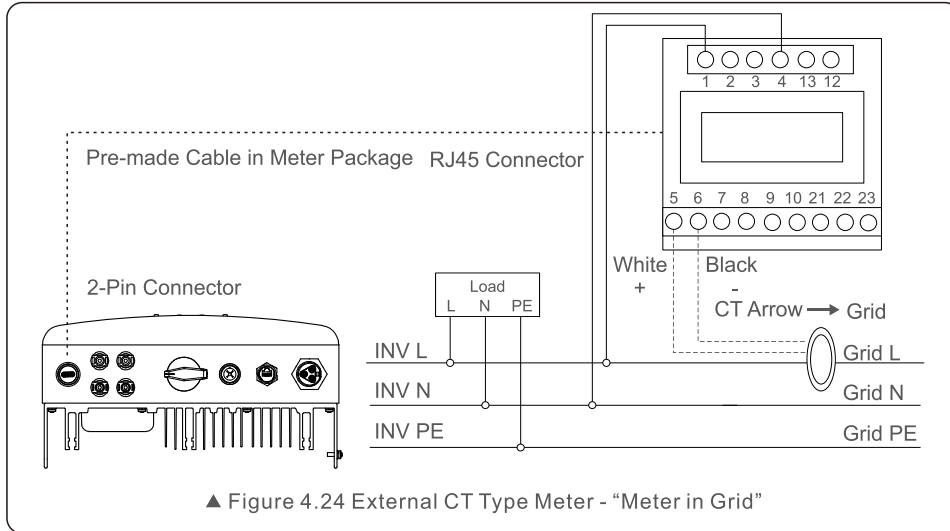 1 2 3 4 13 12
Pre-made Cable in Meter Package RJ45 Connector
5 6 7 8 9 10 21 22 23
White Black
+ -
2-Pin Connector
Load
L N PE
CT Arrow → Grid
INV L Grid L
INV N Grid N
INV PE Grid PE
▲ Figure 4.24 External CT Type Meter - “Meter in Grid”